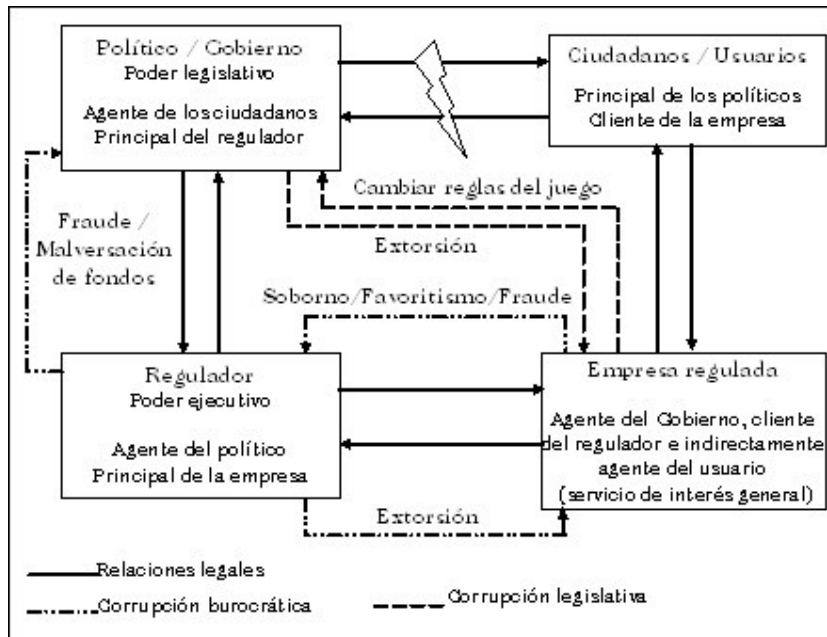 Político / Gobierno
Poder legislativo
Agente de losciudadanos
Principal del regulador
Ciudadanos / Usuarios
Principal de los políticos
Cliente de la empresa
Cambiar reglas del juego
Fraude /
Malversación
de fondos
Extorsión
Soborno/Favoritismo/Fraude
Regulador
Poder ejecutivo
Agente del político
Principal de la empresa
Empresa regulada
Agente del Gobierno, cliente
del regulador e indirectamente
agente del usuario
(servicio de interés general)
Extorsión
Relaciones legales
Corrupción burocrática
Corrupción legislativa